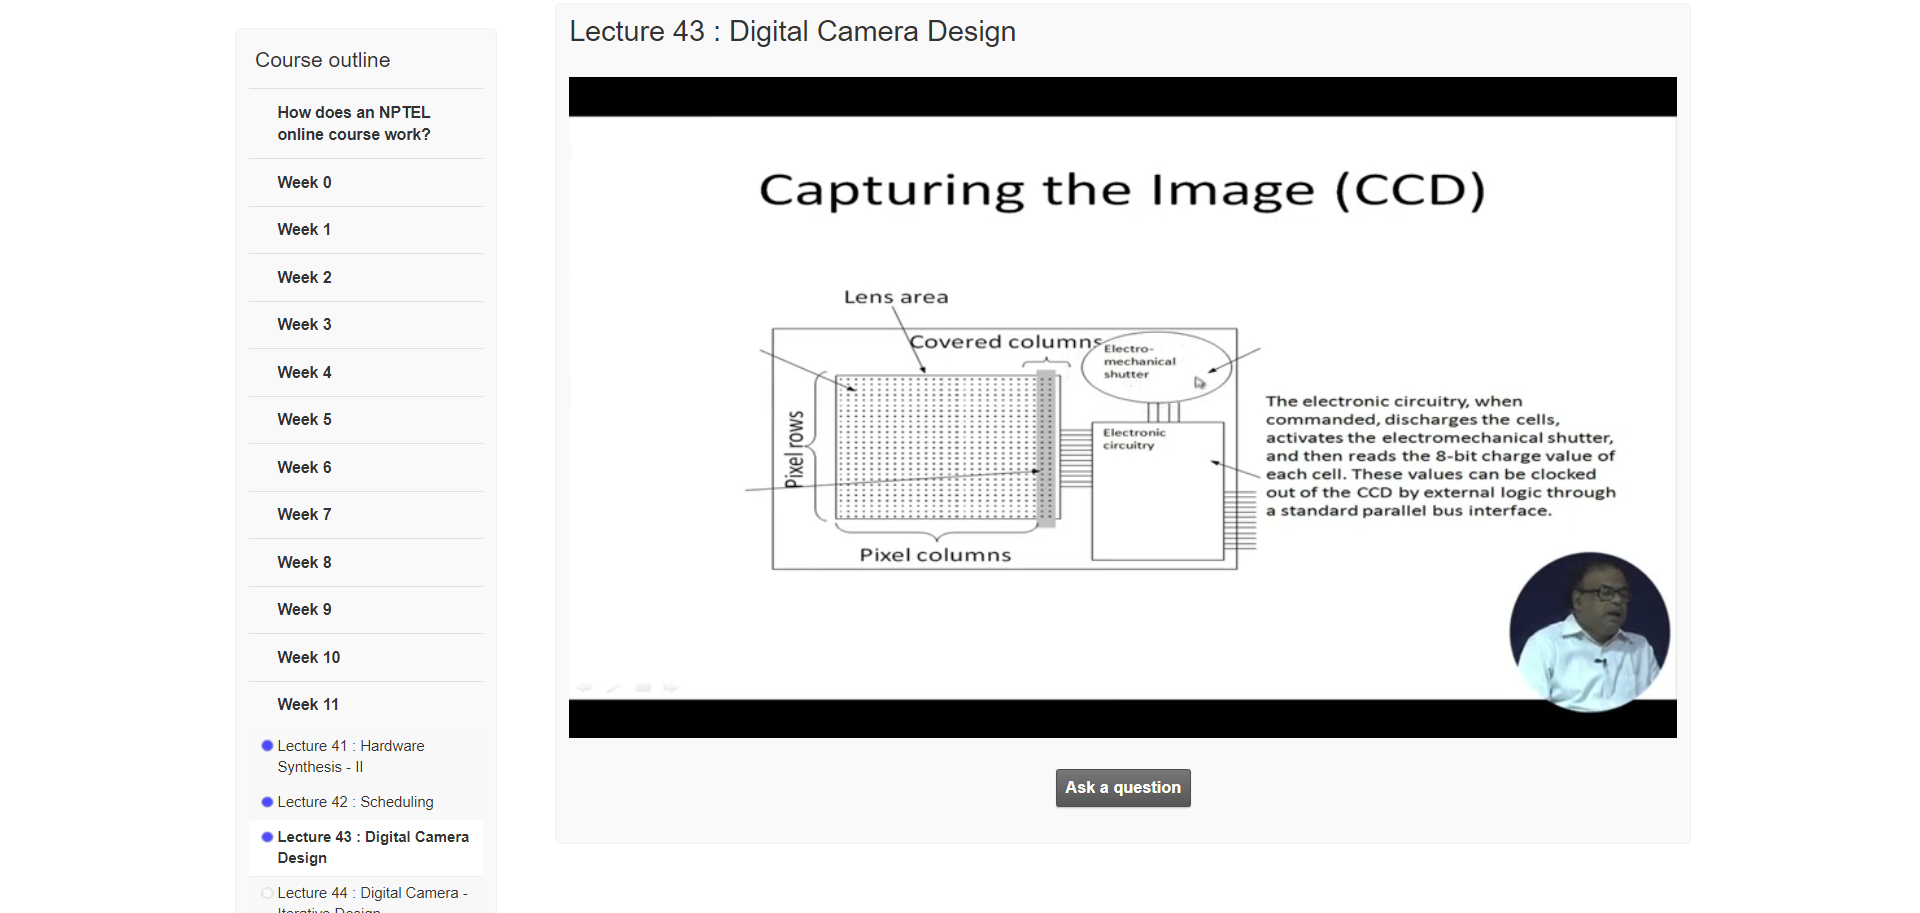 Course outline
How does an NPTEL
online course work?
Week 0
Week 1
Week 2
Week 3
Week 4
Week 5
Week 6
Week 7
Week 8
Week 9
Week 10
Week 11
Lecture 41 : Hardware
Synthesis - II
Lecture 42 : Scheduling
Lecture 43 : Digital Camera
Design
Lecture 44 : Digital Camera -
Iterative Design
Lecture 43 : Digital Camera Design
Capturing the Image (CCD)
Lens area
Covered columns
Electro-
mechanical
shutter
Electronic
circuitry
Pixel rows
Pixel columns
The electronic circuitry, when
commanded, discharges the cells,
activates the electromechanical shutter,
and then reads the 8-bit charge value of
each cell. These values can be clocked
out of the CCD by external logic through
a standard parallel bus interface.
Ask a question